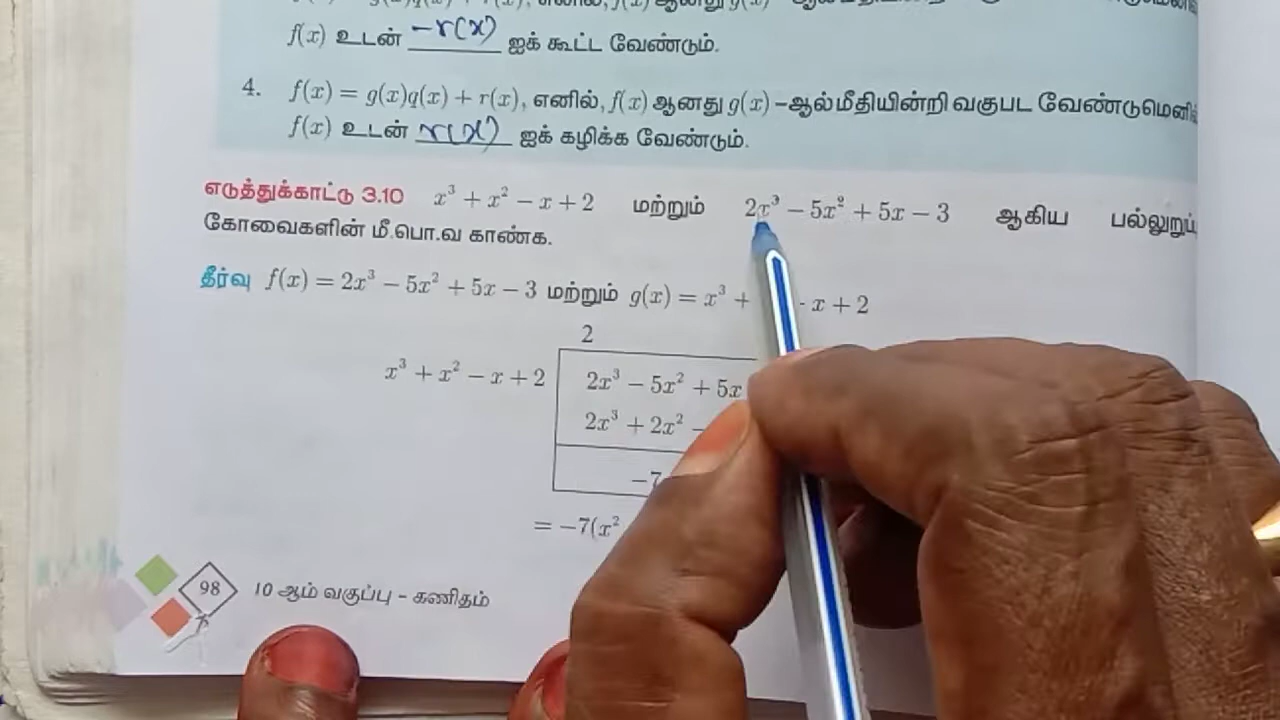 f(x) உடன் -r(x) ஐக் கூட்ட வேண்டும்.
4. f(x) = g(x)q(x) + r(x), எனில், f(x) ஆனது g(x) -ஆல் மீதியின்றி வகுபட வேண்டுமெனில்
f(x) உடன் r(x) ஐக் கழிக்க வேண்டும்.
எடுத்துக்காட்டு 3.10 x³ + x² − x + 2 மற்றும் 2x³ − 5x² + 5x − 3 ஆகிய பல்லுறுப்
கோவைகளின் மீ.பொ.வ காண்க.
தீர்வு f(x) = 2x³ − 5x² + 5x − 3 மற்றும் g(x) = x³ + - x + 2
2
x³ + x² − x + 2 2x³ − 5x² + 5x
2x³ + 2x² −
−7
= −7(x²
98 10 ஆம் வகுப்பு – கணிதம்